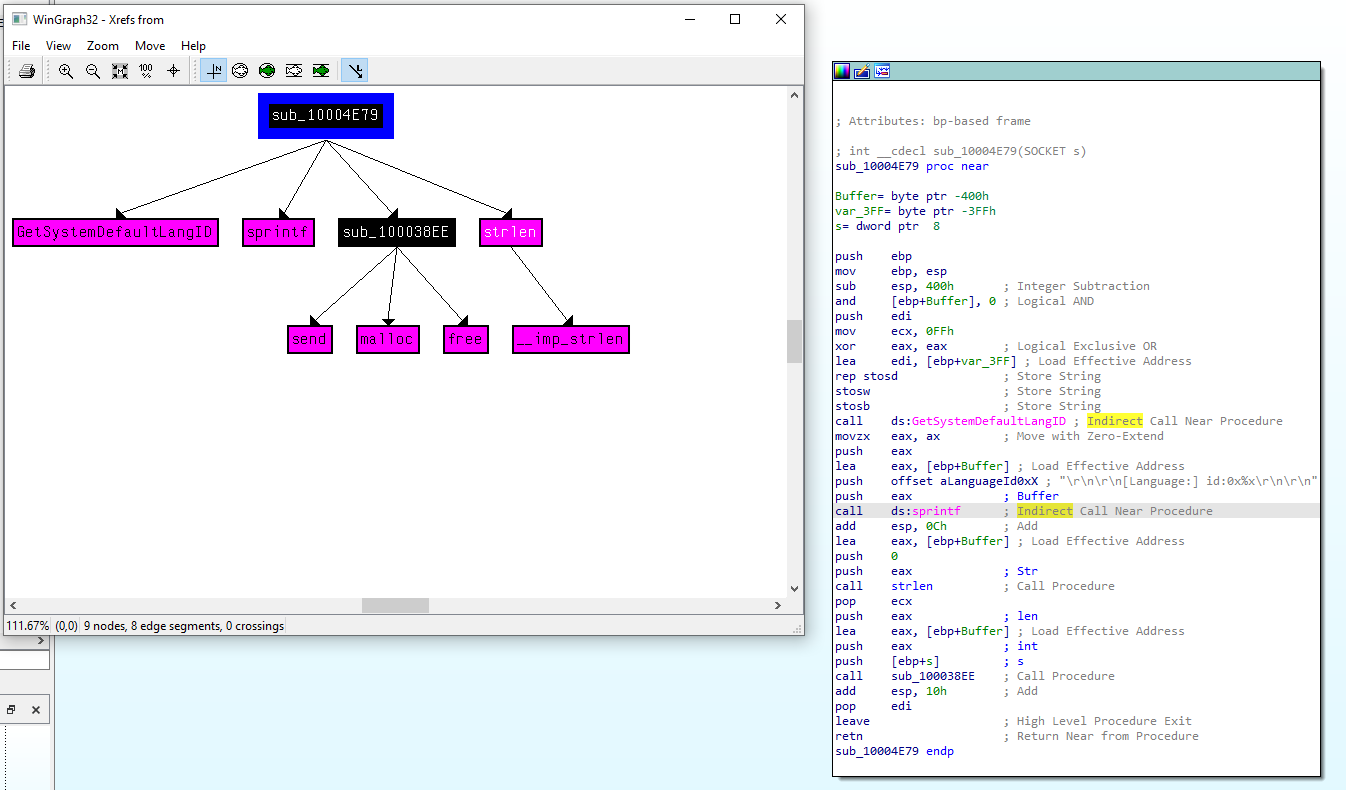 WinGraph32 - Xrefs from
File View Zoom Move Help
100
%
N
sub_10004E79
GetSystemDefaultLangID sprintf sub_100038EE strlen
send malloc free __imp_strlen
111.67% (0,0) 9 nodes, 8 edge segments, 0 crossings
; Attributes: bp-based frame
; int __cdecl sub_10004E79(SOCKET s)
sub_10004E79 proc near
Buffer= byte ptr -400h
var_3FF= byte ptr -3FFh
s= dword ptr  8
push    ebp
mov     ebp, esp
sub     esp, 400h       ; Integer Subtraction
and     [ebp+Buffer], 0 ; Logical AND
push    edi
mov     ecx, 0FFh
xor     eax, eax        ; Logical Exclusive OR
lea     edi, [ebp+var_3FF] ; Load Effective Address
rep stosd               ; Store String
stosw                   ; Store String
stosb                   ; Store String
call    ds:GetSystemDefaultLangID ; Indirect Call Near Procedure
movzx   eax, ax         ; Move with Zero-Extend
push    eax
lea     eax, [ebp+Buffer] ; Load Effective Address
push    offset aLanguageId0xX ; "\r\n\r\n[Language:] id:0x%x\r\n\r\n"
push    eax             ; Buffer
call    ds:sprintf      ; Indirect Call Near Procedure
add     esp, 0Ch        ; Add
lea     eax, [ebp+Buffer] ; Load Effective Address
push    0
push    eax             ; Str
call    strlen          ; Call Procedure
pop     ecx
push    eax             ; len
lea     eax, [ebp+Buffer] ; Load Effective Address
push    eax             ; int
push    [ebp+s]         ; s
call    sub_100038EE    ; Call Procedure
add     esp, 10h        ; Add
pop     edi
leave                   ; High Level Procedure Exit
retn                    ; Return Near from Procedure
sub_10004E79 endp